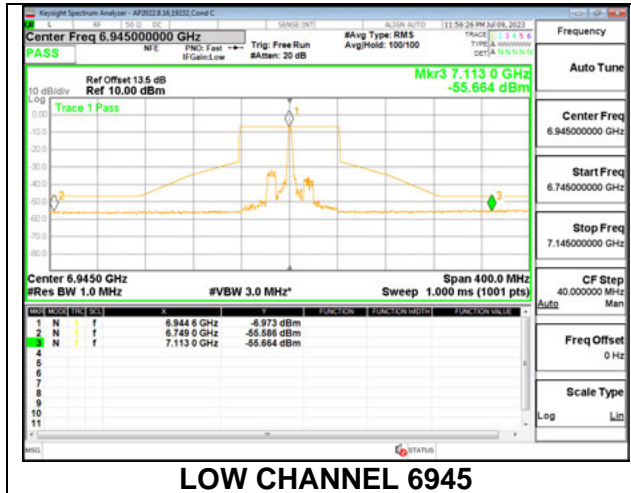 Keysight Spectrum Analyzer - AP2022.8.16,19232,Cond C
L RF 50 Ω DC SENSE:INT ALIGN AUTO 11:56:26 PM Jul 09, 2023
Center Freq 6.945000000 GHz
NFE PNO: Fast Trig: Free Run #Avg Type: RMS TRACE 1 2 3 4 5 6
PASS IFGain:Low #Atten: 20 dB Avg|Hold: 100/100 TYPE A WWWWW
DET A N N N N N
Ref Offset 13.5 dB Mkr3 7.113 0 GHz
10 dB/div Ref 10.00 dBm -55.664 dBm
Log
Trace 1 Pass
0.00
-10.0
-20.0
-30.0
-40.0
-50.0
-60.0
-70.0
-80.0
1
2
3
Center 6.9450 GHz Span 400.0 MHz
#Res BW 1.0 MHz #VBW 3.0 MHz* Sweep 1.000 ms (1001 pts)
MKR MODE TRC SCL X Y FUNCTION FUNCTION WIDTH FUNCTION VALUE
1 N 1 f 6.944 6 GHz -6.973 dBm
2 N 1 f 6.749 0 GHz -55.586 dBm
3 N 1 f 7.113 0 GHz -55.664 dBm
4
5
6
7
8
9
10
11
MSG STATUS
Frequency
Auto Tune
Center Freq
6.945000000 GHz
Start Freq
6.745000000 GHz
Stop Freq
7.145000000 GHz
CF Step
40.000000 MHz
Auto Man
Freq Offset
0 Hz
Scale Type
Log Lin
LOW CHANNEL 6945